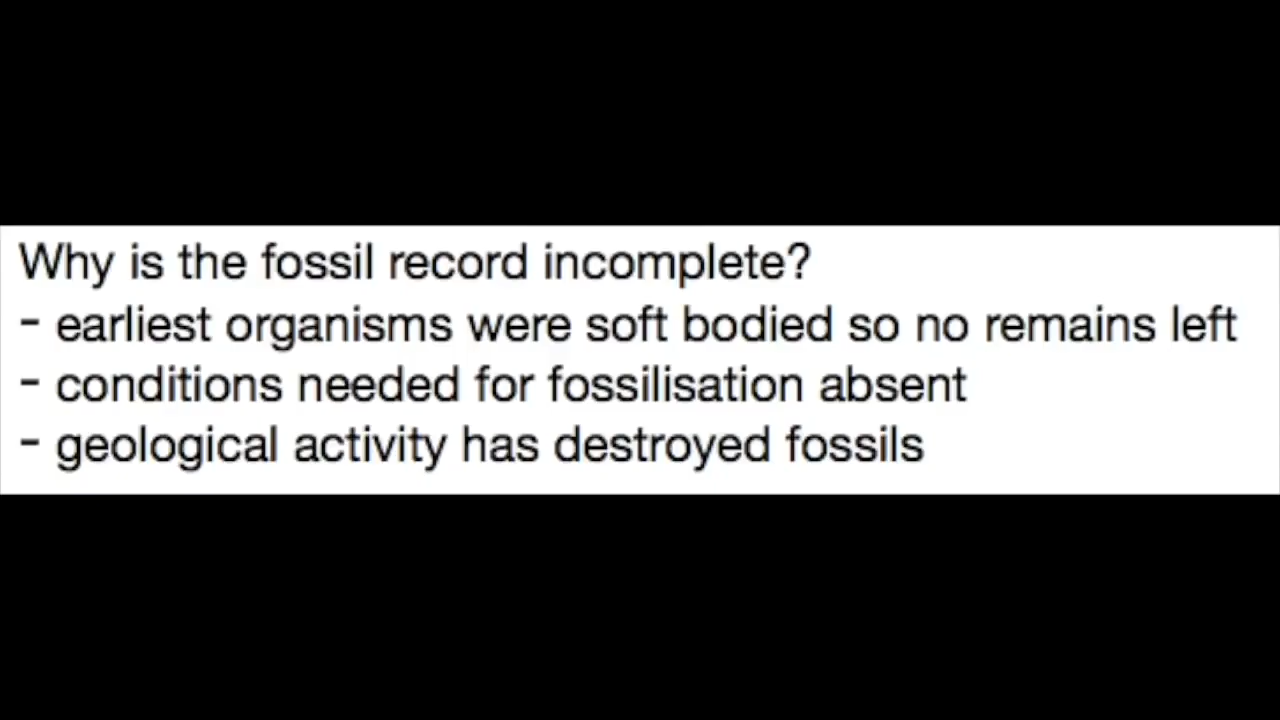 Why is the fossil record incomplete?
- earliest organisms were soft bodied so no remains left
- conditions needed for fossilisation absent
- geological activity has destroyed fossils